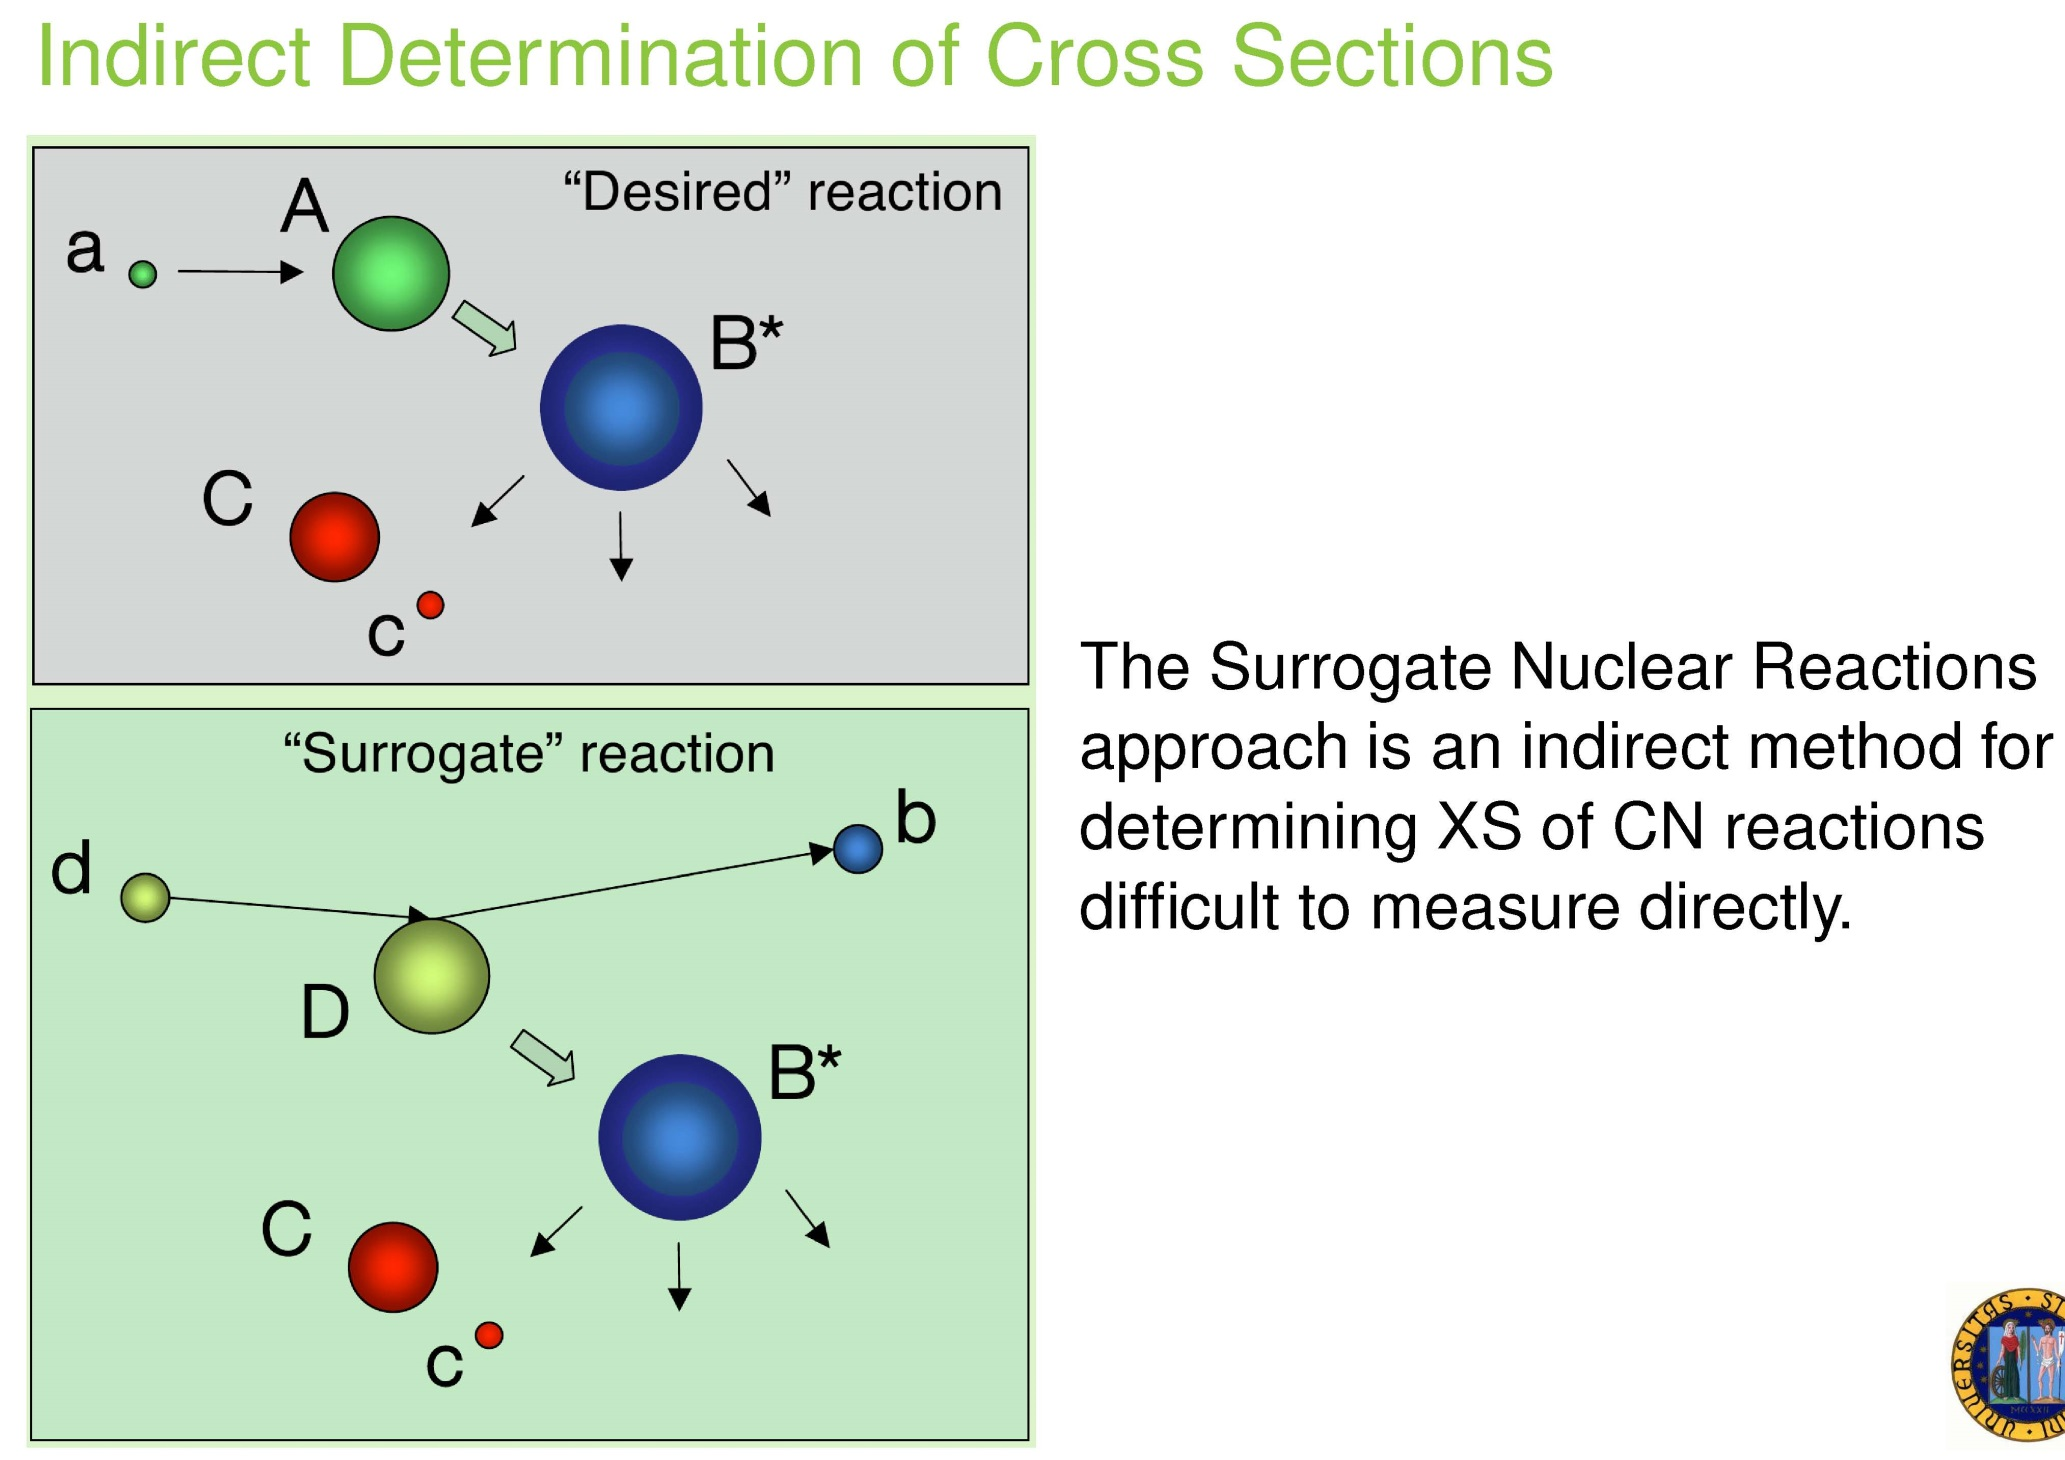 Indirect Determination of Cross Sections
“Desired” reaction
A
a
B*
C
c
“Surrogate” reaction
b
d
D
B*
C
c
The Surrogate Nuclear Reactions
approach is an indirect method for
determining XS of CN reactions
difficult to measure directly.